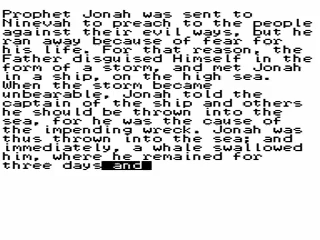 Prophet Jonah was sent to
Ninevah to preach to the people
against their evil ways, but he
ran away because of fear for
his life. For that reason, the
Father disguised Himself in the
form of a storm, and met Jonah
in a ship, on the high sea.
When the storm became
unbearable, Jonah told the
captain of the ship and others
he should be thrown into the
sea, for he was the cause of
the impending wreck. Jonah was
thus thrown into the sea; and
immediately, a whale swallowed
him, where he remained for
three days and